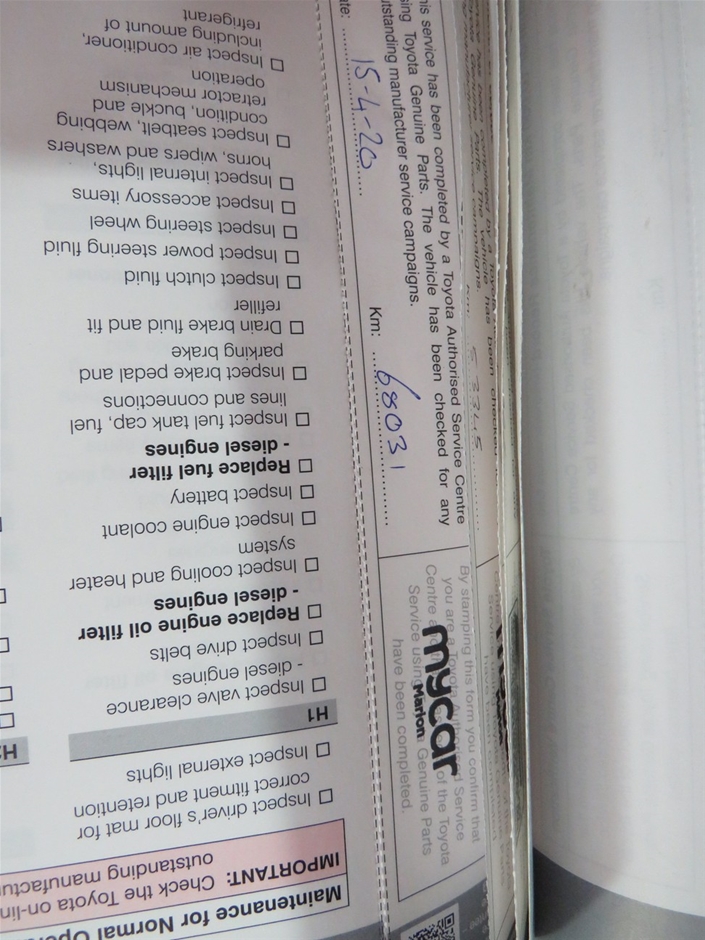 Maintenance for Normal
IMPORTANT: Check the Toyota on-lin
outstanding manufactu
Inspect driver's floor mat for
correct fitment and retention
Inspect external lights
H1
Inspect valve clearance
- diesel engines
Inspect drive belts
Replace engine oil filter
- diesel engines
Inspect cooling and heater
system
Inspect engine coolant
Inspect battery
Replace fuel filter
- diesel engines
Inspect fuel tank cap, fuel
lines and connections
Inspect brake pedal and
parking brake
Drain brake fluid and fit
refiller
Inspect clutch fluid
Inspect power steering fluid
Inspect steering wheel
Inspect accessory items
Inspect internal lights,
horns, wipers and washers
Inspect seatbelt, webbing
condition, buckle and
retractor mechanism
operation
Inspect air conditioner,
including amount of
refrigerant
his service has been completed by a Toyota Authorised Service Centre
ing Toyota Genuine Parts. The vehicle has been checked for any
utstanding manufacturer service campaigns.
ate: 15-4-20 Km: 68031
By stamping this form you confirm that
you are a Toyota Service
Centre of the Toyota
Service using Genuine Parts
have been completed.
mycar
Marion